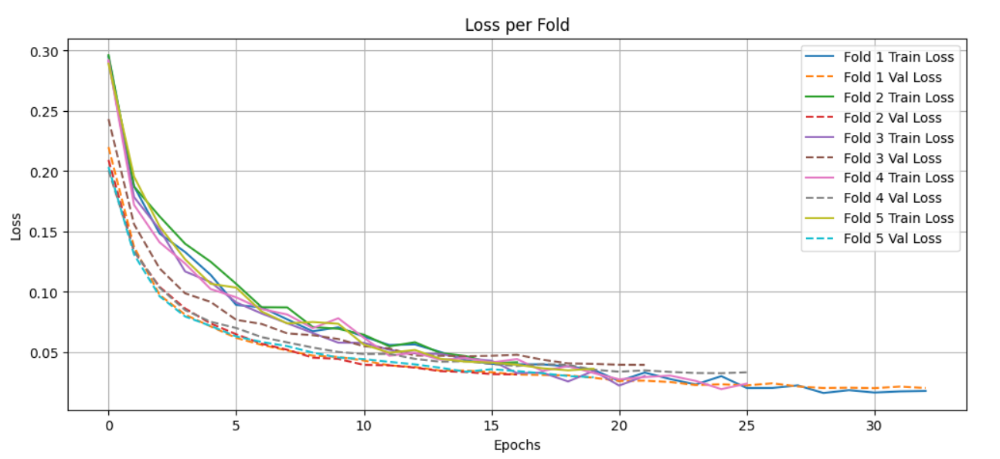 Loss per Fold
0.30
0.25
0.20
0.15
0.10
0.05
Loss
Fold 1 Train Loss
Fold 1 Val Loss
Fold 2 Train Loss
Fold 2 Val Loss
Fold 3 Train Loss
Fold 3 Val Loss
Fold 4 Train Loss
Fold 4 Val Loss
Fold 5 Train Loss
Fold 5 Val Loss
0 5 10 15 20 25 30
Epochs